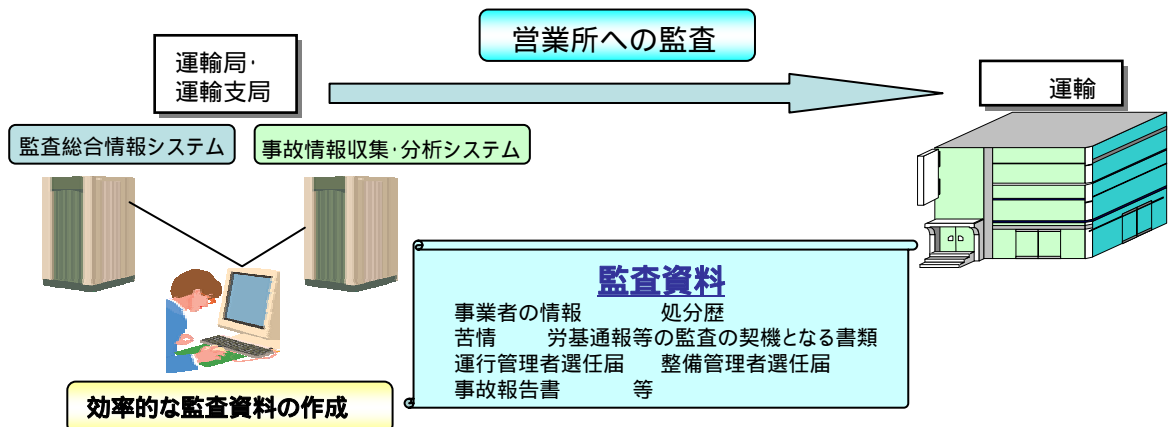 営業所への監査
運輸局・
運輸支局
運輸
監査総合情報システム
事故情報収集・分析システム
監査資料
事業者の情報　処分歴
苦情　労基通報等の監査の契機となる書類
運行管理者選任届　整備管理者選任届
事故報告書　等
効率的な監査資料の作成